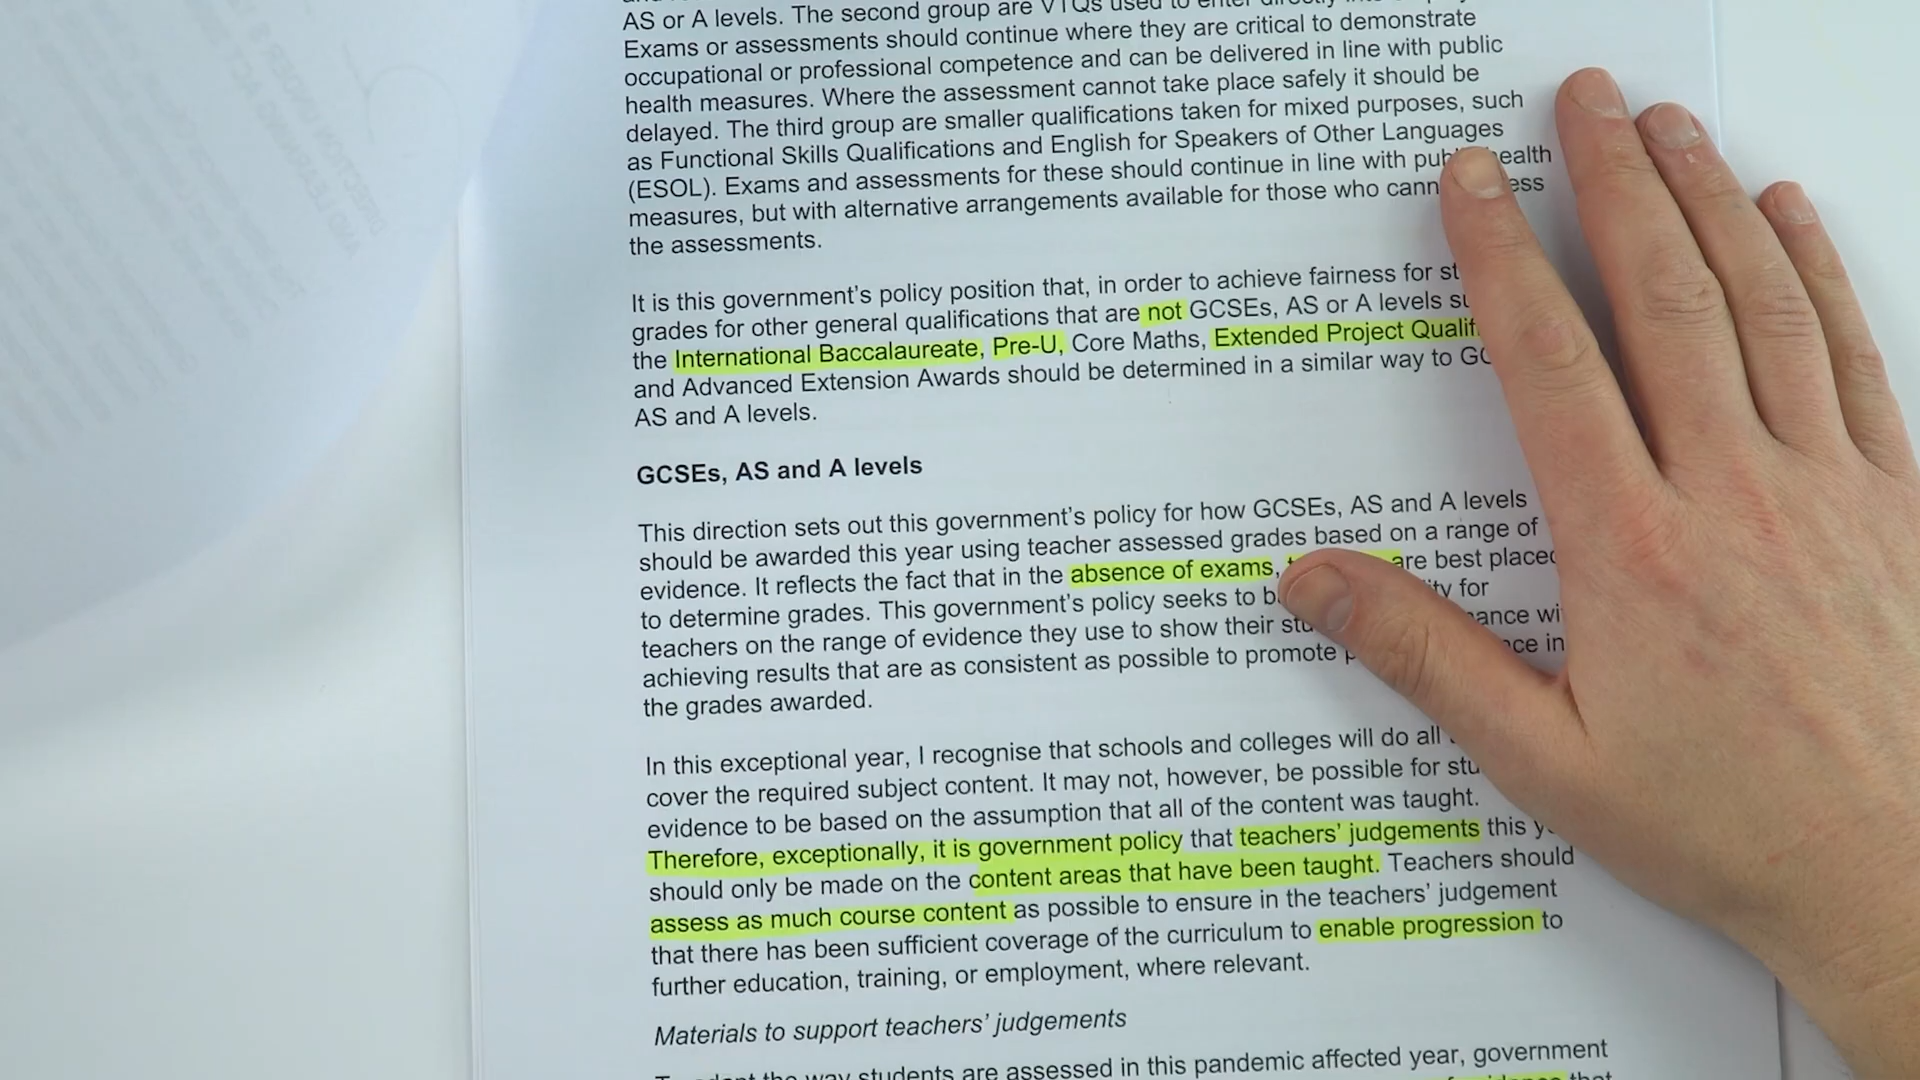 AS or A levels. The second group are VTQs used to enter directly
Exams or assessments should continue where they are critical to demonstrate
occupational or professional competence and can be delivered in line with public
health measures. Where the assessment cannot take place safely it should be
delayed. The third group are smaller qualifications taken for mixed purposes, such
as Functional Skills Qualifications and English for Speakers of Other Languages
(ESOL). Exams and assessments for these should continue in line with
measures, but with alternative arrangements available for those who
the assessments.
It is this government's policy position that, in order to achieve fairness for
grades for other general qualifications that are not GCSEs, AS or A levels
the International Baccalaureate, Pre-U, Core Maths, Extended Project
and Advanced Extension Awards should be determined in a similar way to
AS and A levels.
GCSEs, AS and A levels
This direction sets out this government's policy for how GCSEs, AS and A levels
should be awarded this year using teacher assessed grades based on a range of
evidence. It reflects the fact that in the absence of exams, are best placed
to determine grades. This government's policy seeks to for
teachers on the range of evidence they use to show their
achieving results that are as consistent as possible to promote in
the grades awarded.
In this exceptional year, I recognise that schools and colleges will do all
cover the required subject content. It may not, however, be possible for
evidence to be based on the assumption that all of the content was taught.
Therefore, exceptionally, it is government policy that teachers' judgements this
should only be made on the content areas that have been taught. Teachers should
assess as much course content as possible to ensure in the teachers' judgement
that there has been sufficient coverage of the curriculum to enable progression to
further education, training, or employment, where relevant.
Materials to support teachers' judgements
the way students are assessed in this pandemic affected year, government
that